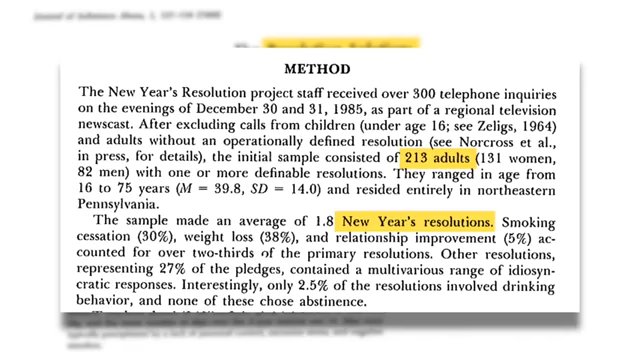 METHOD
The New Year's Resolution project staff received over 300 telephone inquiries
on the evenings of December 30 and 31, 1985, as part of a regional television
newscast. After excluding calls from children (under age 16; see Zeligs, 1964)
and adults without an operationally defined resolution (see Norcross et al.,
in press, for details), the initial sample consisted of 213 adults (131 women,
82 men) with one or more definable resolutions. They ranged in age from
16 to 75 years (M = 39.8, SD = 14.0) and resided entirely in northeastern
Pennsylvania.
The sample made an average of 1.8 New Year's resolutions. Smoking
cessation (30%), weight loss (38%), and relationship improvement (5%) ac-
counted for over two-thirds of the primary resolutions. Other resolutions,
representing 27% of the pledges, contained a multivarious range of idiosyn-
cratic responses. Interestingly, only 2.5% of the resolutions involved drinking
behavior, and none of these chose abstinence.